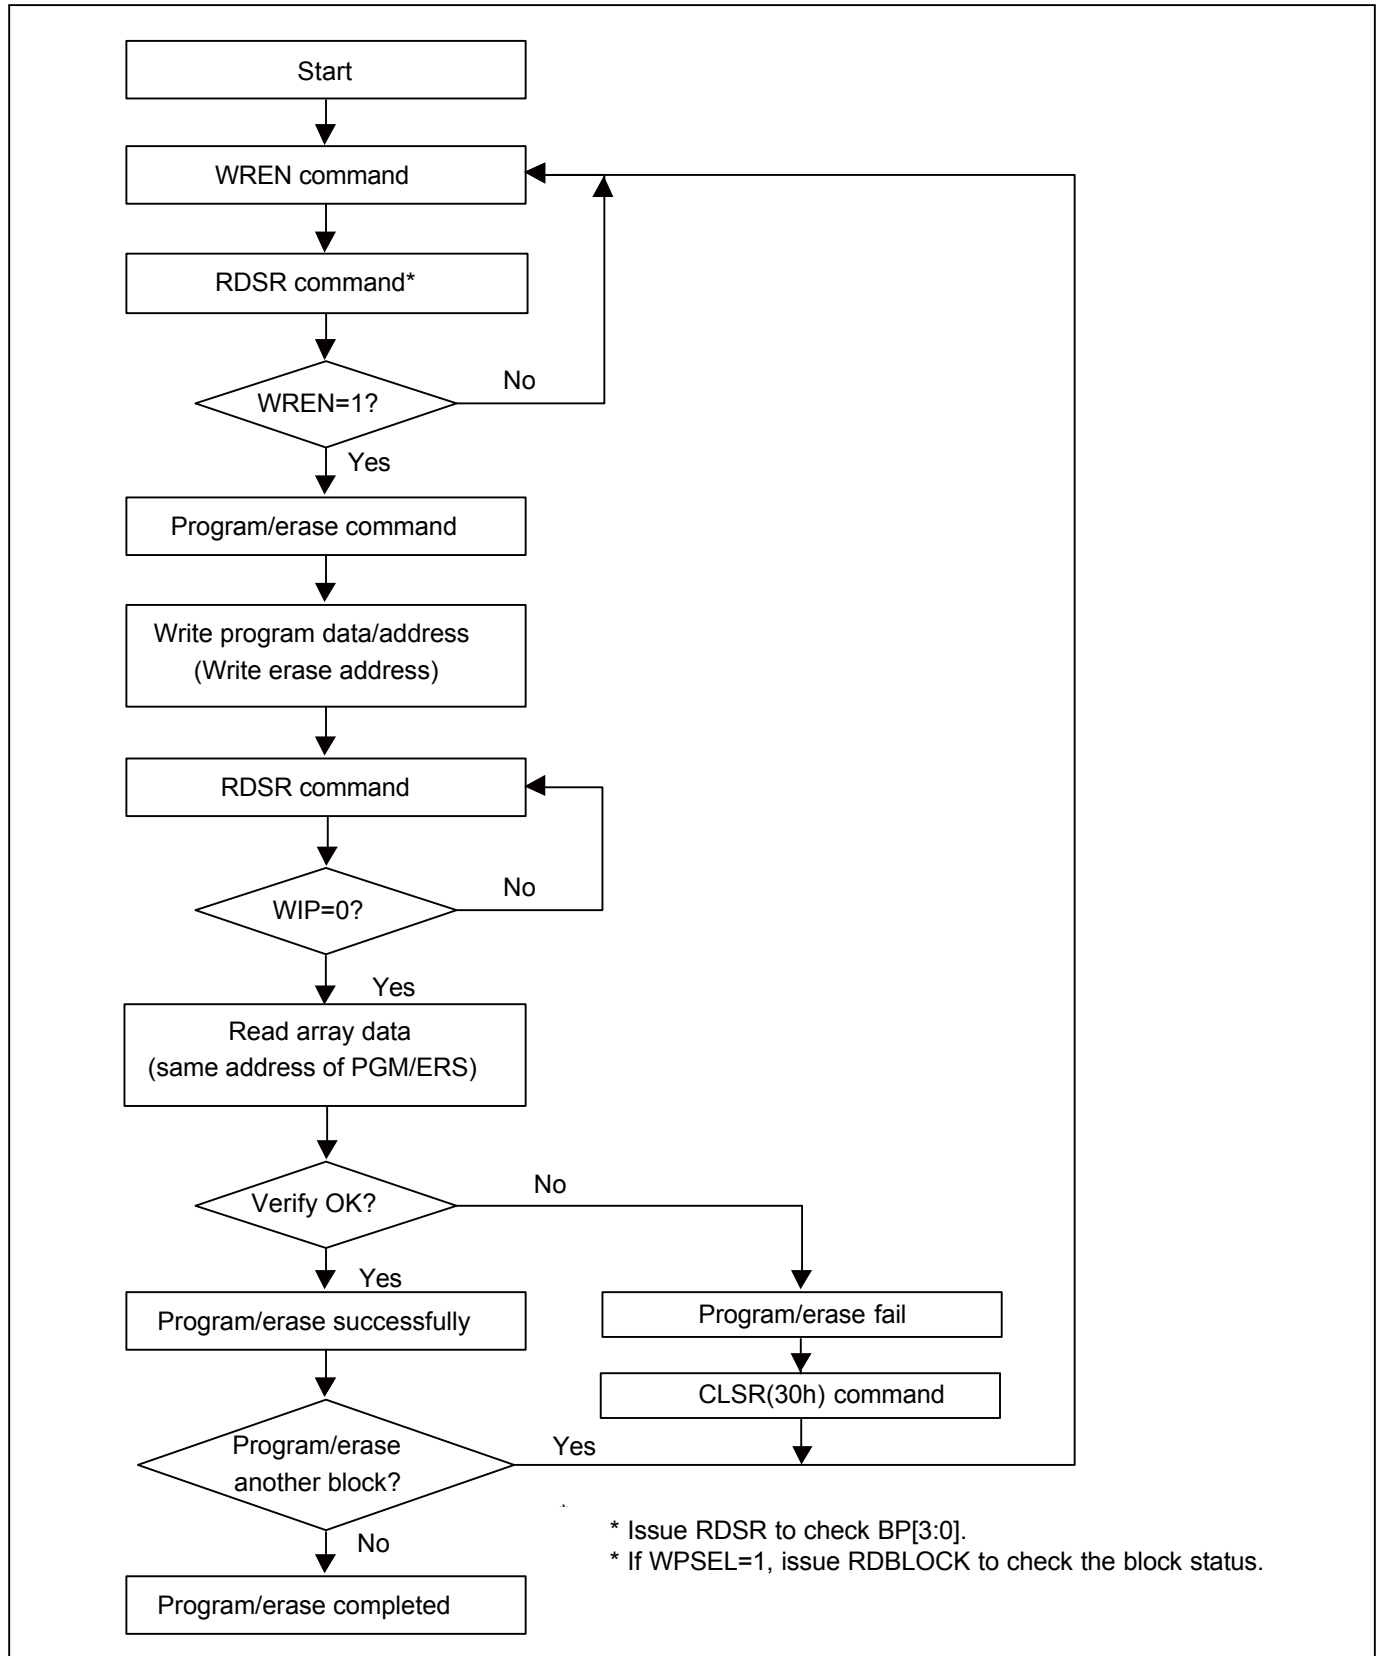 Start
WREN command
RDSR command*
WREN=1?
No
Yes
Program/erase command
Write program data/address
(Write erase address)
RDSR command
WIP=0?
No
Yes
Read array data
(same address of PGM/ERS)
Verify OK?
No
Yes
Program/erase successfully
Program/erase fail
CLSR(30h) command
Program/erase
another block?
Yes
No
* Issue RDSR to check BP[3:0].
* If WPSEL=1, issue RDBLOCK to check the block status.
Program/erase completed